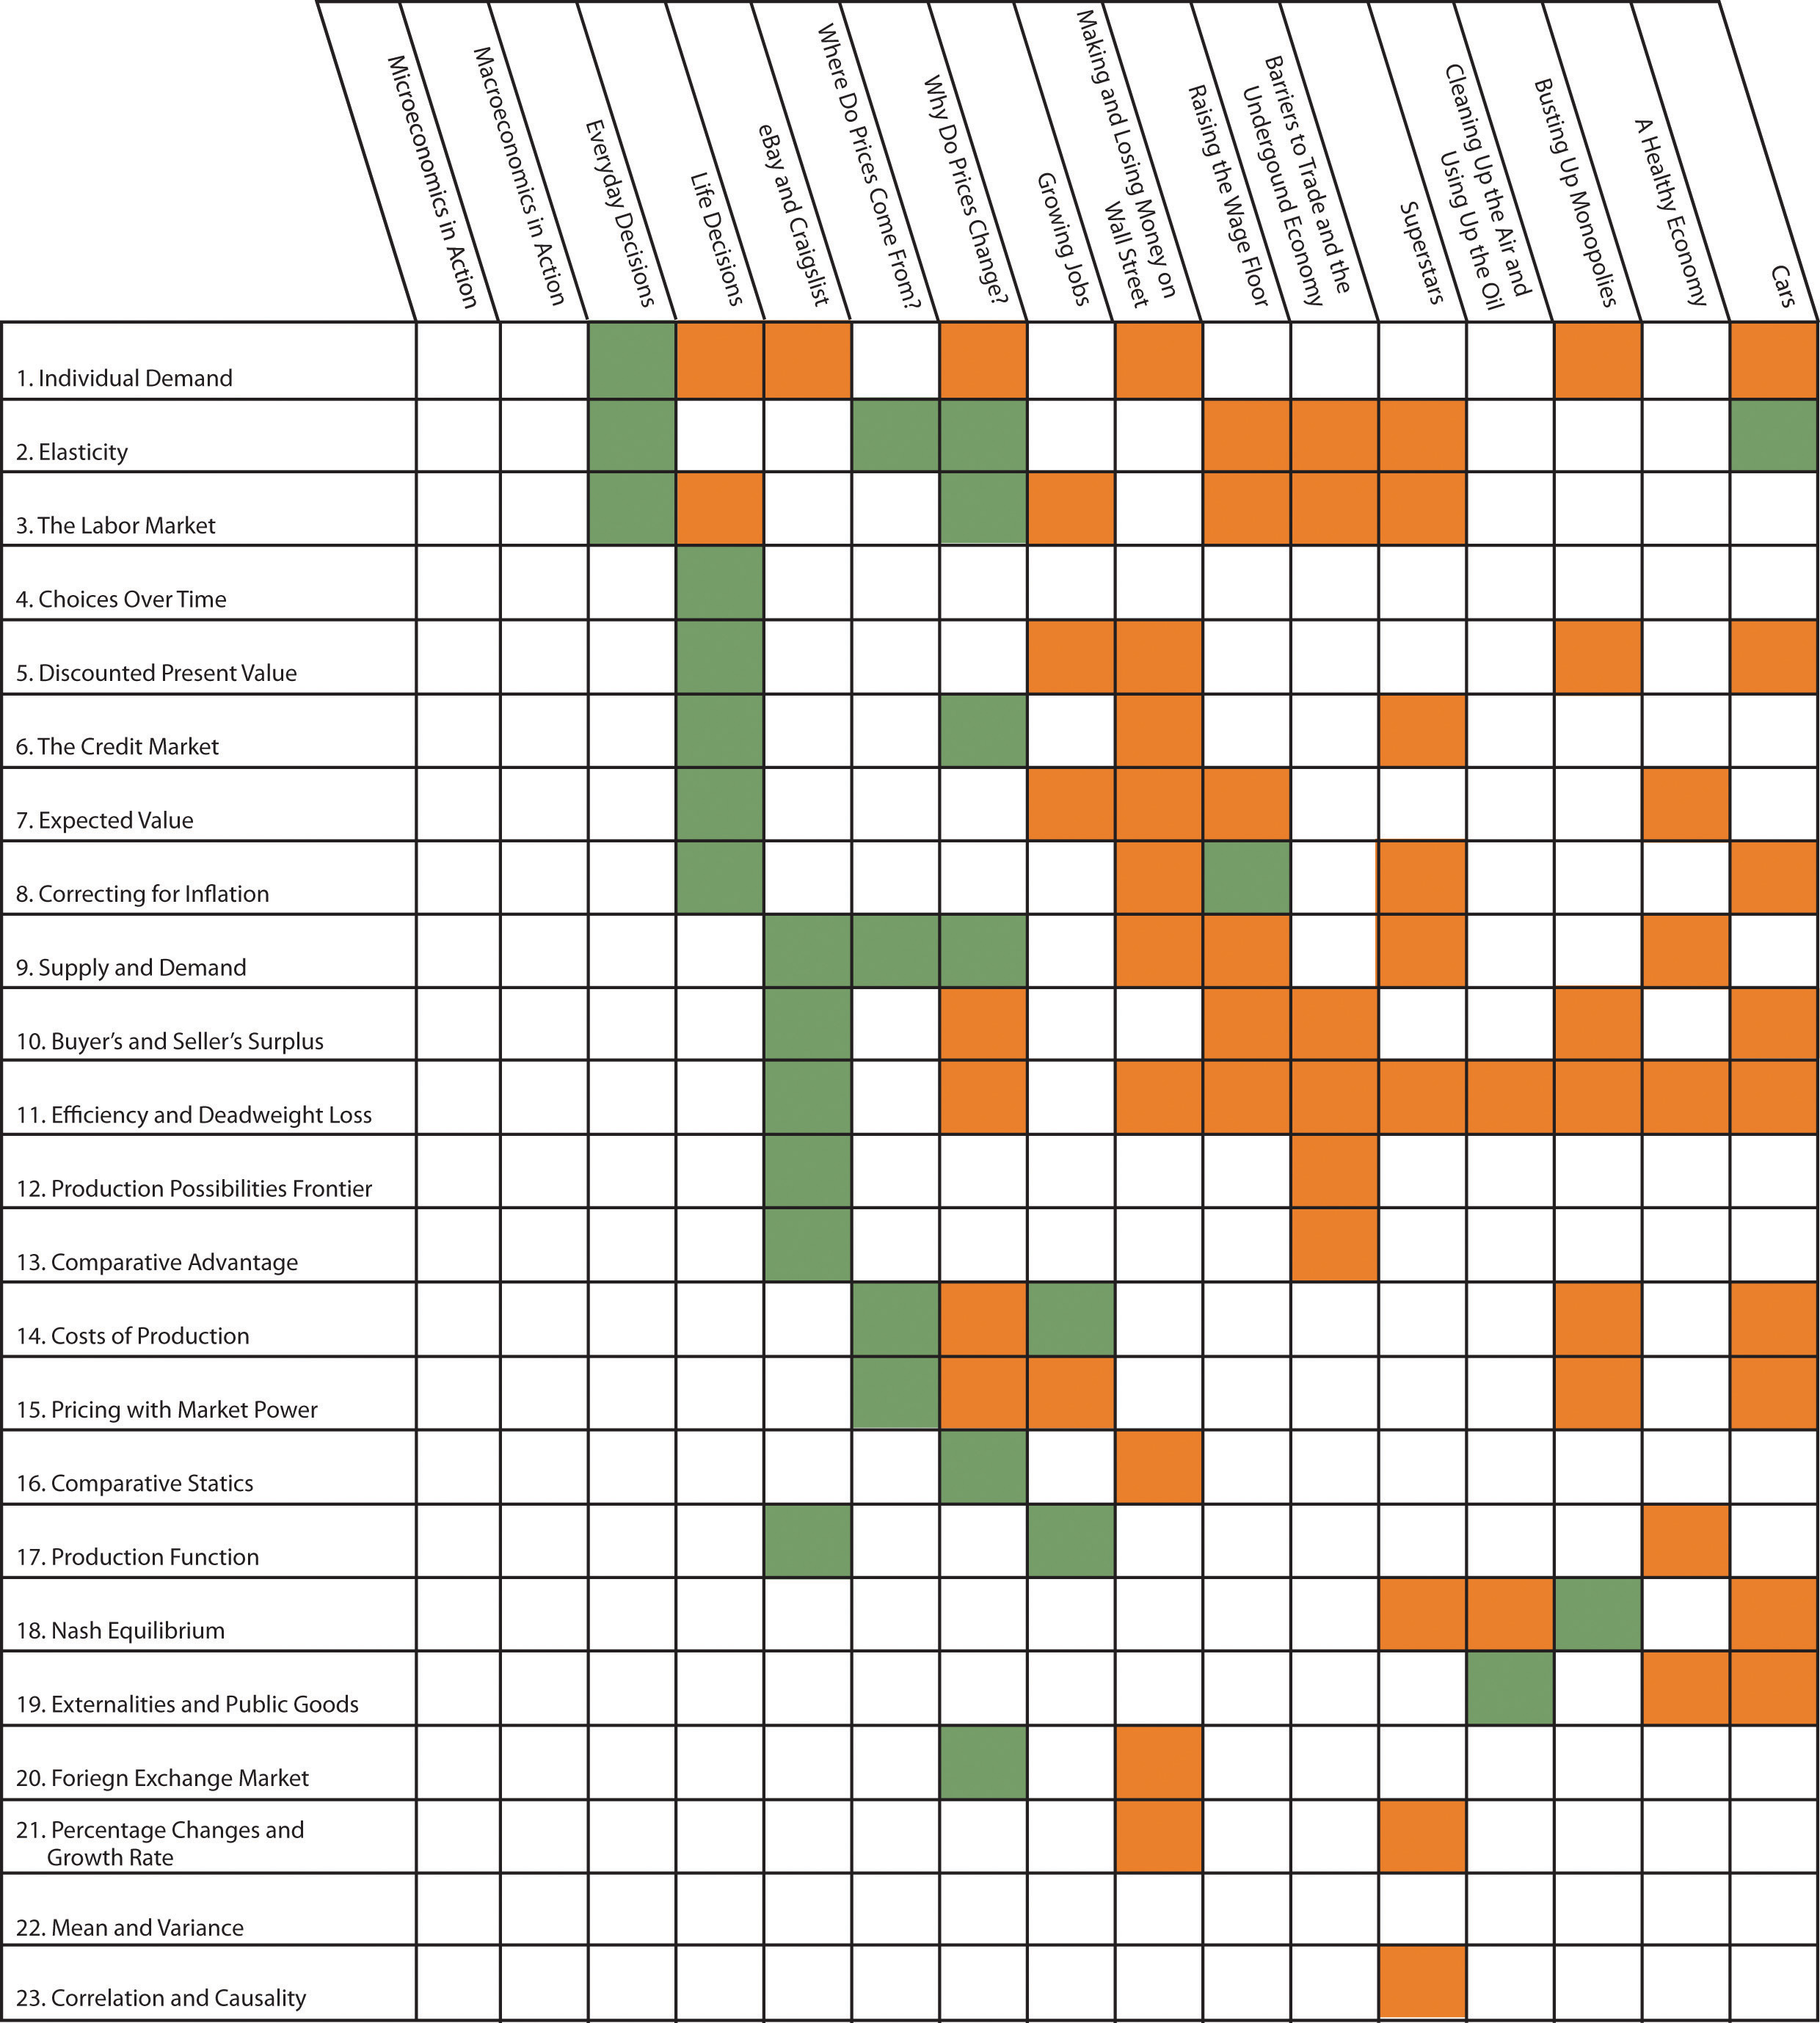 Microeconomics in Action
Macroeconomics in Action
Everyday Decisions
Life Decisions
eBay and Craigslist
Where Do Prices Come From?
Why Do Prices Change?
Growing Jobs
Making and Losing Money on
Wall Street
Raising the Wage Floor
Barriers to Trade and the
Undergound Economy
Superstars
Cleaning Up the Air and
Using Up the Oil
Busting Up Monopolies
A Healthy Economy
Cars
1. Individual Demand
2. Elasticity
3. The Labor Market
4. Choices Over Time
5. Discounted Present Value
6. The Credit Market
7. Expected Value
8. Correcting for Inflation
9. Supply and Demand
10. Buyer’s and Seller’s Surplus
11. Efficiency and Deadweight Loss
12. Production Possibilities Frontier
13. Comparative Advantage
14. Costs of Production
15. Pricing with Market Power
16. Comparative Statics
17. Production Function
18. Nash Equilibrium
19. Externalities and Public Goods
20. Foriegn Exchange Market
21. Percentage Changes and
Growth Rate
22. Mean and Variance
23. Correlation and Causality